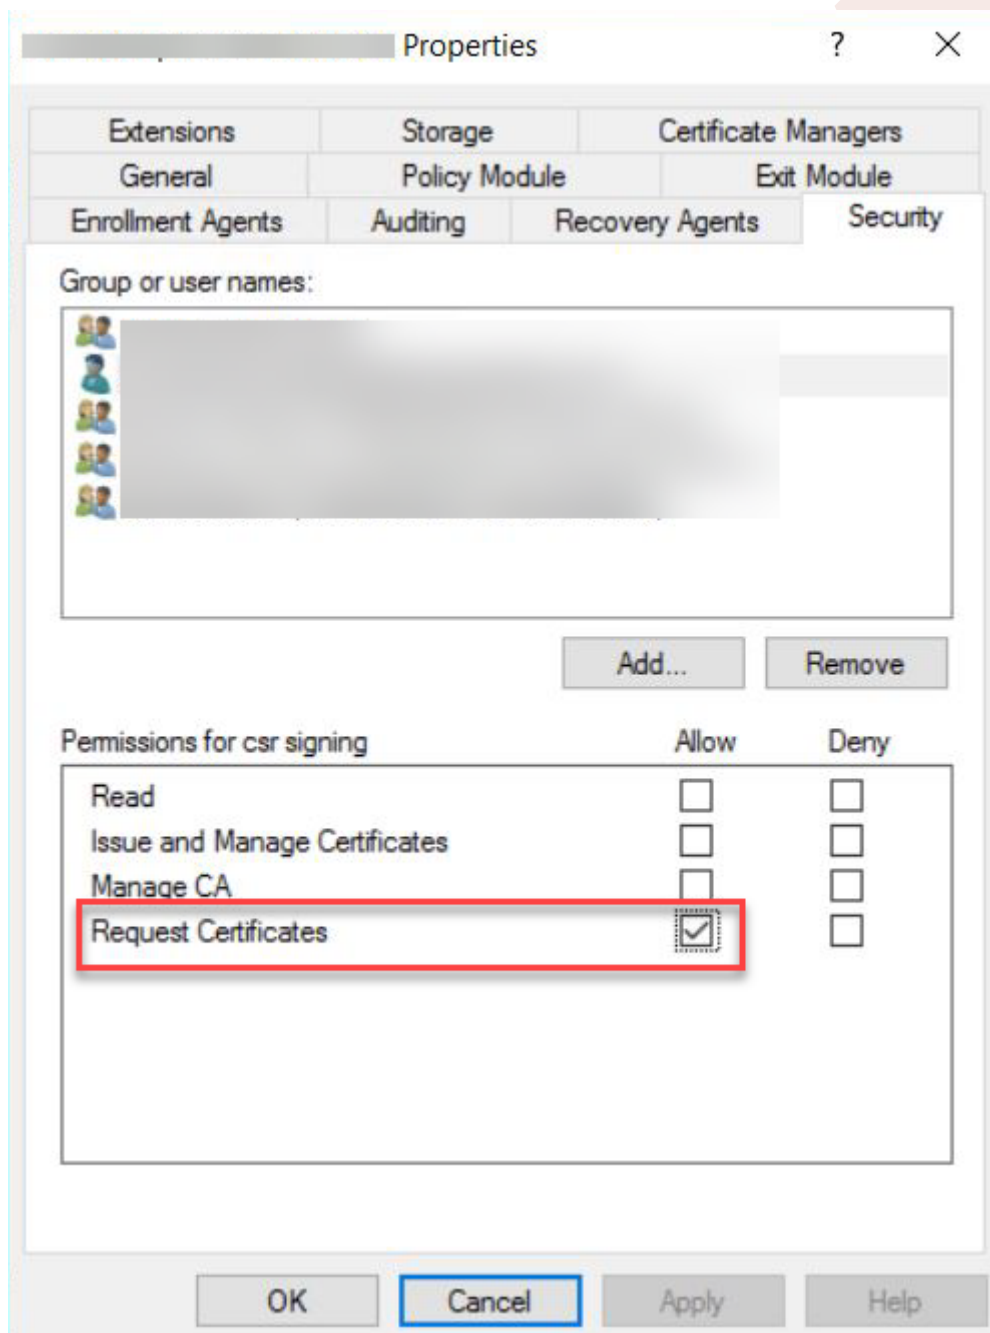 Properties ? ×
Extensions Storage Certificate Managers
General Policy Module Exit Module
Enrollment Agents Auditing Recovery Agents Security
Group or user names:
Add... Remove
Permissions for csr signing Allow Deny
Read
Issue and Manage Certificates
Manage CA
Request Certificates
OK Cancel Apply Help